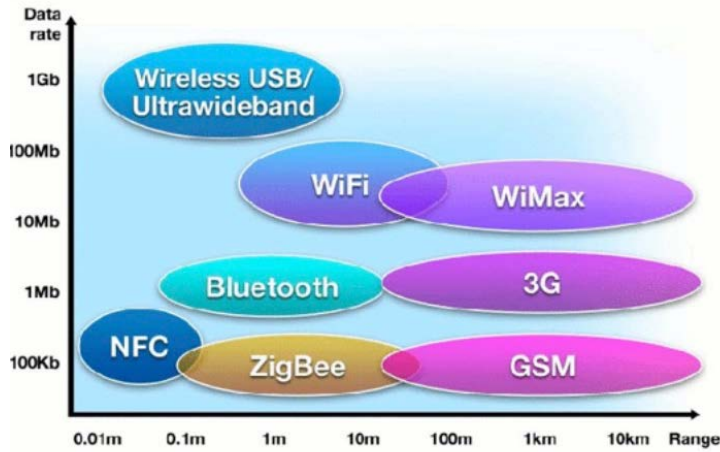 Data
rate
1Gb
Wireless USB/
Ultrawideband
100Mb
WiFi
WiMax
10Mb
Bluetooth
3G
1Mb
NFC
ZigBee
GSM
100Kb
0.01m 0.1m 1m 10m 100m 1km 10km Range